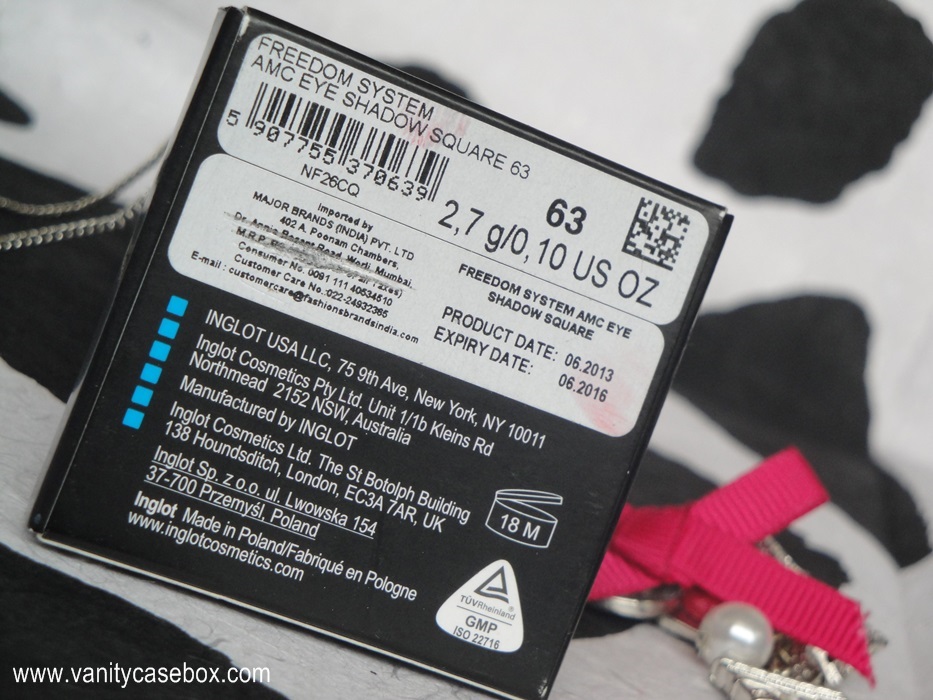 FREEDOM SYSTEM
AMC EYE SHADOW SQUARE 63
5 907755 370639
NF26CQ
63
2,7 g/0,10 US OZ
Imported by
MAJOR BRANDS (INDIA) PVT. LTD
402 A. Poonam Chambers,
Dr. Annie Besant Road, Worli, Mumbai.
M.R.P. Rs
Consumer No. 0091 111 40534510
Customer Care No.:022-24932365
E-mail : customercare@fashionsbrandsindia.com
FREEDOM SYSTEM AMC EYE
SHADOW SQUARE
PRODUCT DATE: 06.2013
EXPIRY DATE: 06.2016
INGLOT USA LLC, 75 9th Ave, New York, NY 10011
Inglot Cosmetics Pty Ltd. Unit 1/1b Kleins Rd
Northmead 2152 NSW, Australia
Manufactured by INGLOT
Inglot Cosmetics Ltd. The St Botolph Building
138 Houndsditch, London, EC3A 7AR, UK
Inglot Sp. z o.o. ul. Lwowska 154
37-700 Przemyśl, Poland
Inglot Made in Poland/Fabriqué en Pologne
www.inglotcosmetics.com
18 M
TÜVRheinland®
GMP
ISO 22716
www.vanitycasebox.com